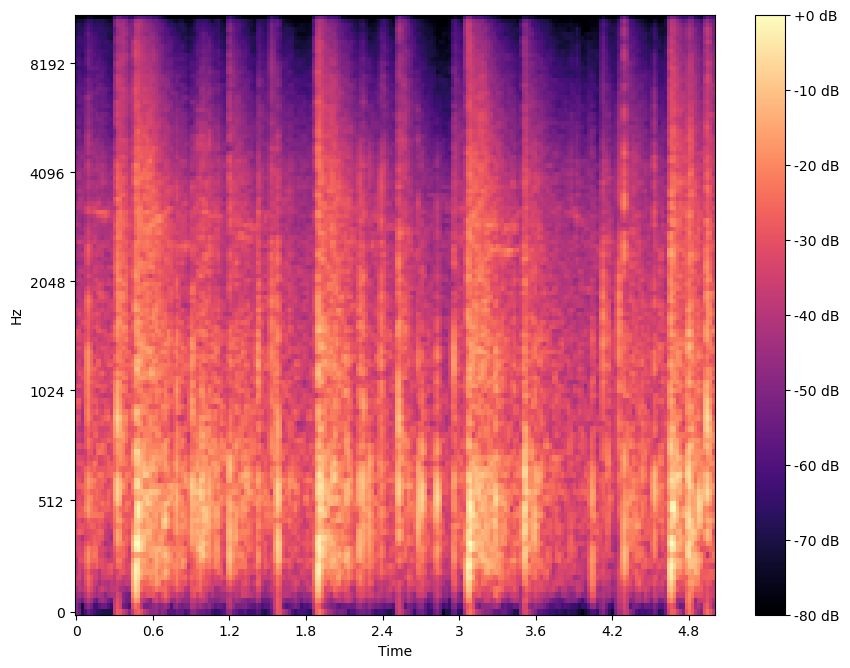 +0 dB
8192
-10 dB
4096
-20 dB
-30 dB
2048
-40 dB
Hz
1024
-50 dB
-60 dB
512
-70 dB
0
-80 dB
0 0.6 1.2 1.8 2.4 3 3.6 4.2 4.8
Time